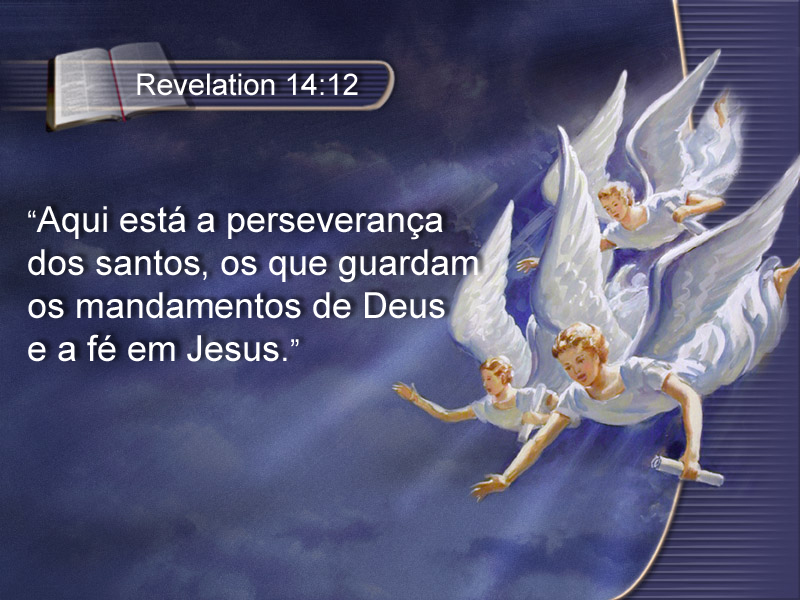 Revelation 14:12
“Aqui está a perseverança
dos santos, os que guardam
os mandamentos de Deus
e a fé em Jesus.”